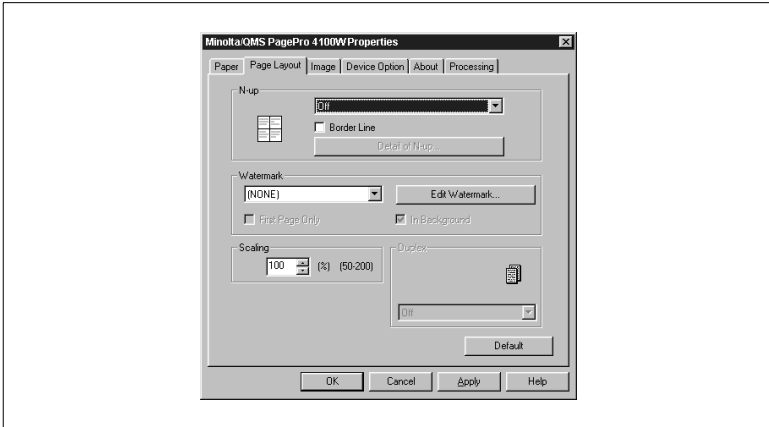 Minolta/QMS PagePro 4100W Properties
Paper Page Layout Image Device Option About Processing
N-up
Off
Border Line
Detail of N-up...
Watermark
(NONE) Edit Watermark...
First Page Only In Background
Scaling Duplex
100 (%) (50-200)
Off
Default
OK Cancel Apply Help